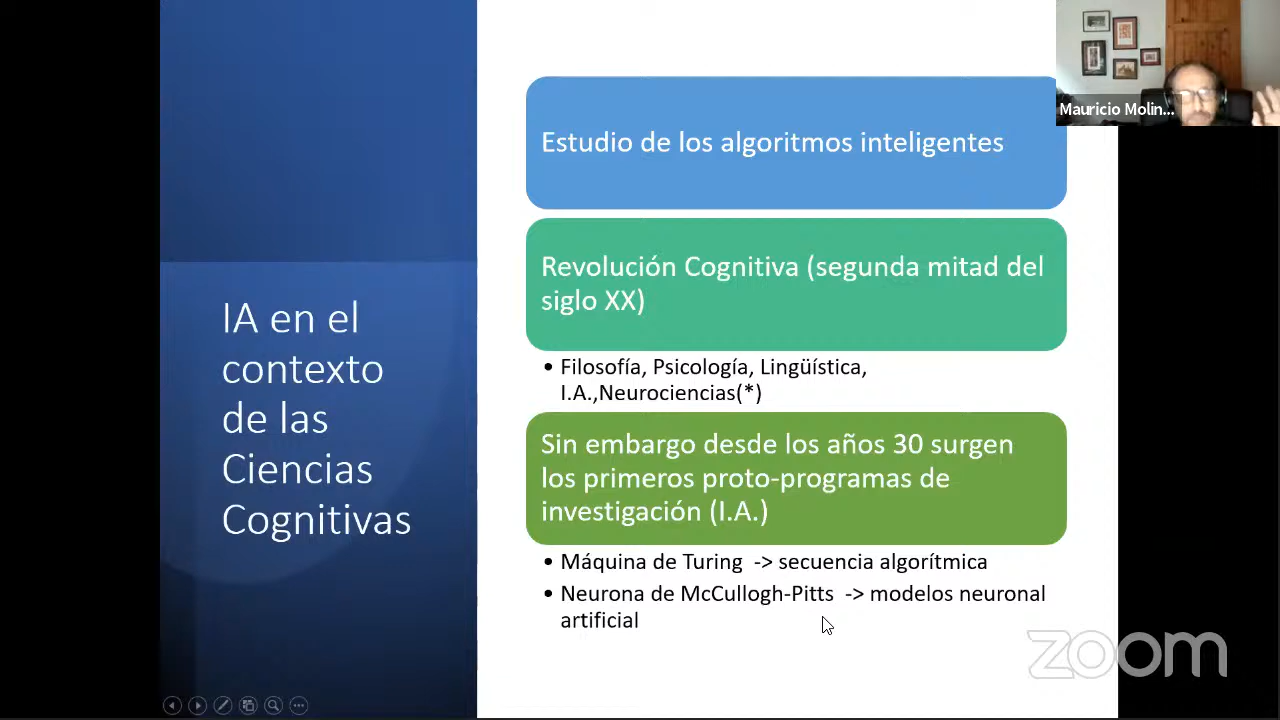 IA en el
contexto
de las
Ciencias
Cognitivas
Estudio de los algoritmos inteligentes
Revolución Cognitiva (segunda mitad del
siglo XX)
• Filosofía, Psicología, Lingüística,
I.A.,Neurociencias(*)
Sin embargo desde los años 30 surgen
los primeros proto-programas de
investigación (I.A.)
• Máquina de Turing -> secuencia algorítmica
• Neurona de McCullogh-Pitts -> modelos neuronal
artificial
Mauricio Molin...
zoom